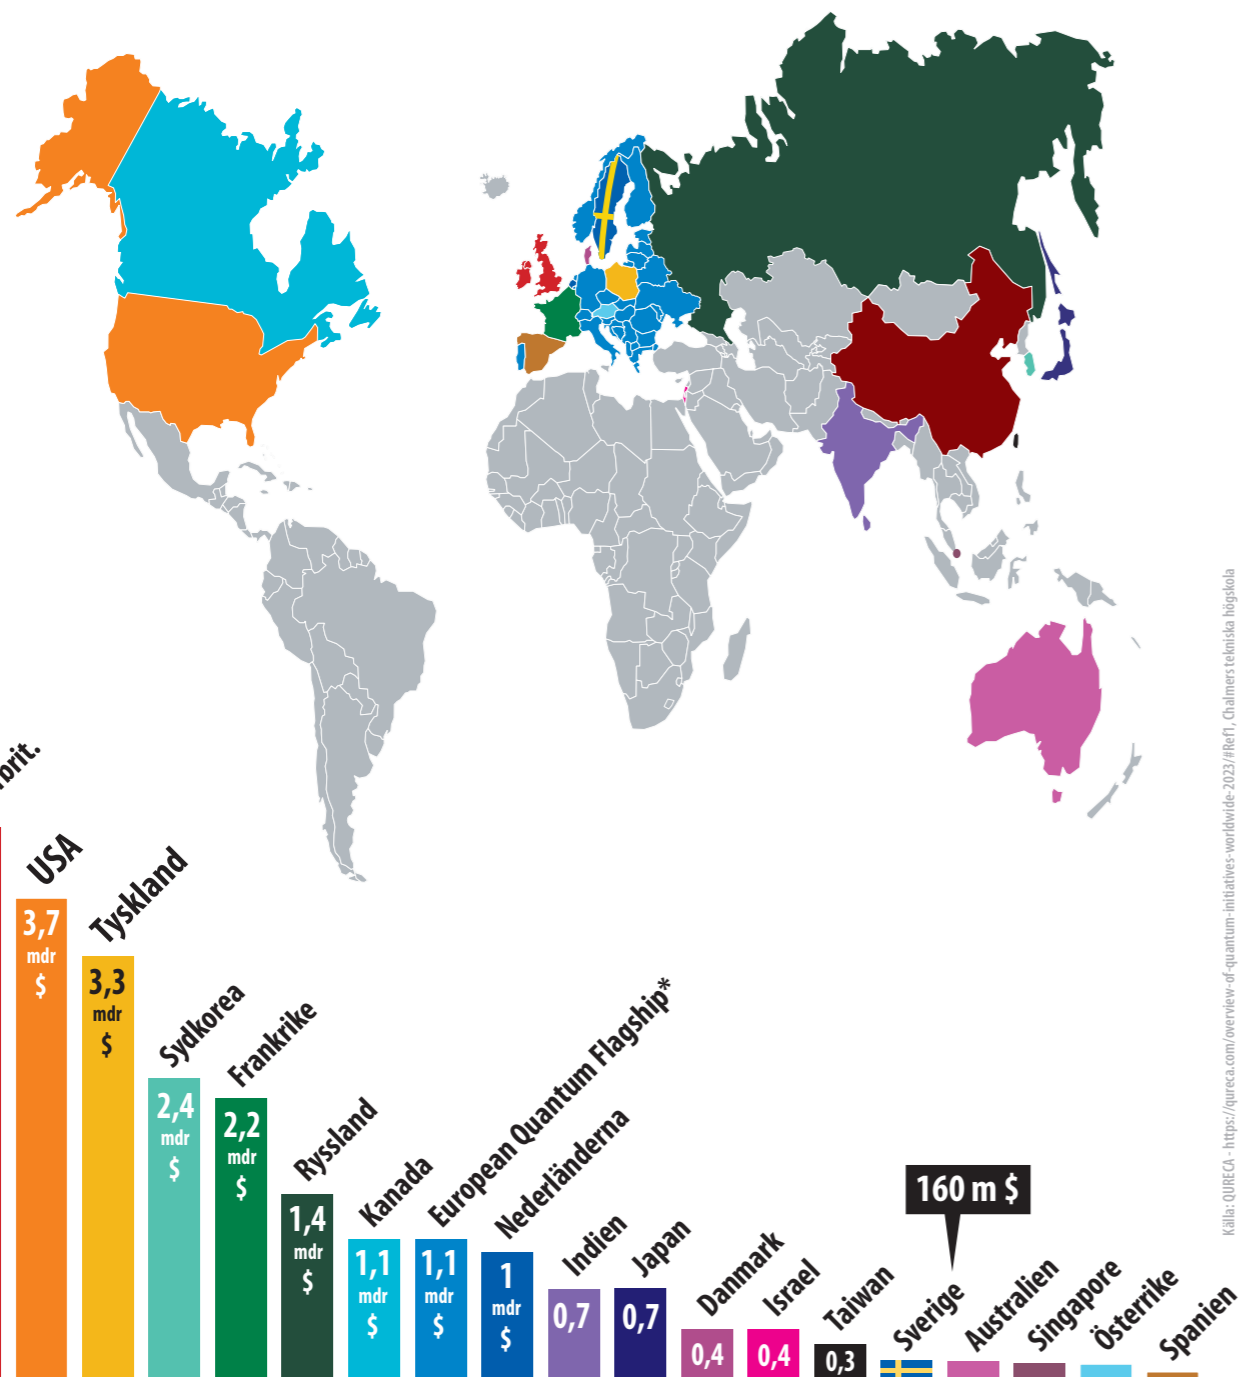 brit.
USA
3,7
mdr
$
Tyskland
3,3
mdr
$
Sydkorea
2,4
mdr
$
Frankrike
2,2
mdr
$
Ryssland
1,4
mdr
$
Kanada
1,1
mdr
$
European Quantum Flagship*
1,1
mdr
$
Nederländerna
1
mdr
$
Indien
0,7
Japan
0,7
Danmark
0,4
Israel
0,4
Taiwan
0,3
160 m $
Sverige
Australien
Singapore
Österrike
Spanien
Källa: QURECA - https://qureca.com/overview-of-quantum-initiatives-worldwide-2023/#Ref1, Chalmers tekniska högskola